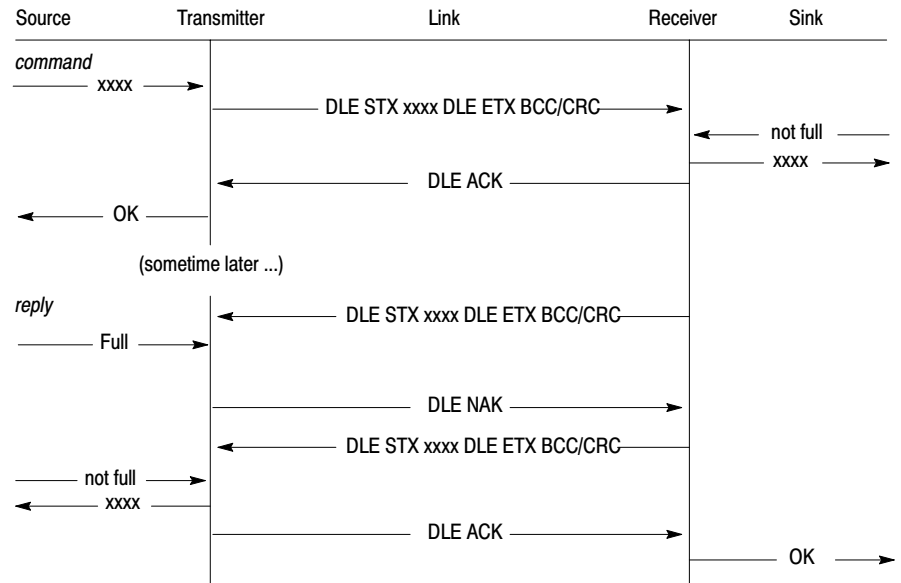 Source Transmitter Link Receiver Sink
command
xxxx
DLE STX xxxx DLE ETX BCC/CRC
not full
xxxx
DLE ACK
OK
(sometime later ...)
reply
DLE STX xxxx DLE ETX BCC/CRC
Full
DLE NAK
DLE STX xxxx DLE ETX BCC/CRC
not full
xxxx
DLE ACK
OK